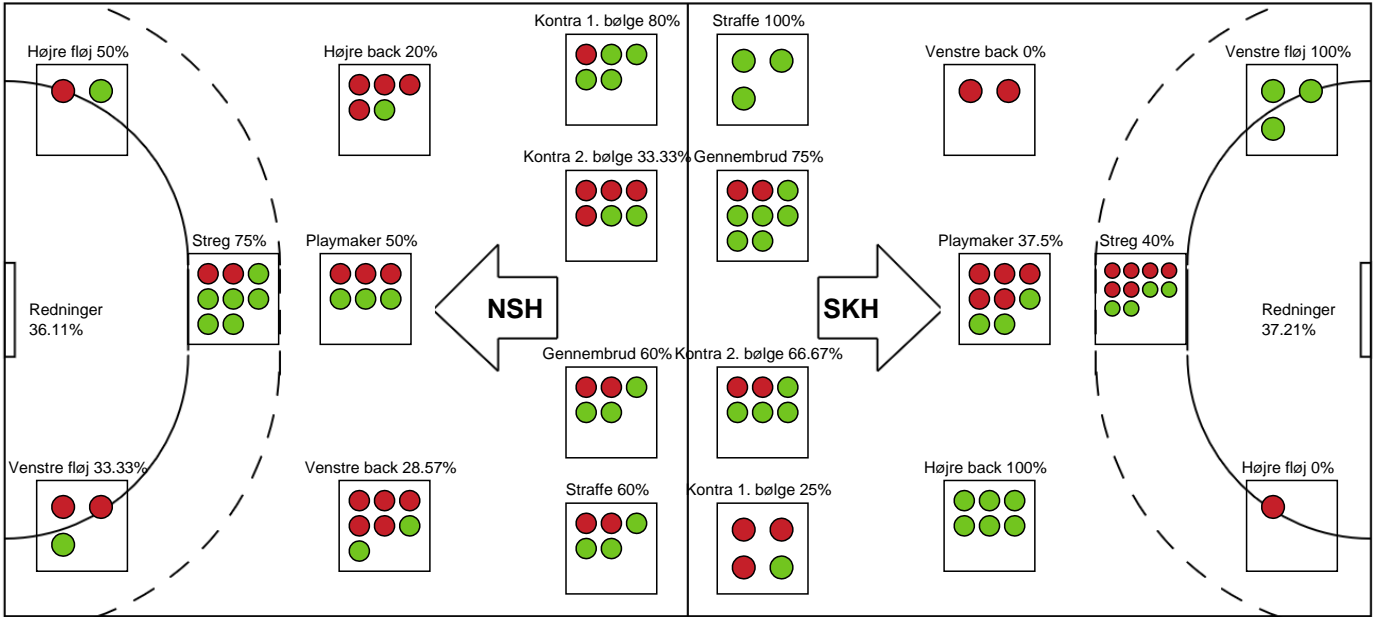 Kontra 1. bølge 80%
Straffe 100%
Højre fløj 50%
Højre back 20%
Venstre back 0%
Venstre fløj 100%
Kontra 2. bølge 33.33%
Gennembrud 75%
Streg 75%
Playmaker 50%
Playmaker 37.5%
Streg 40%
Redninger
36.11%
NSH
SKH
Redninger
37.21%
Gennembrud 60%
Kontra 2. bølge 66.67%
Venstre fløj 33.33%
Venstre back 28.57%
Straffe 60%
Kontra 1. bølge 25%
Højre back 100%
Højre fløj 0%